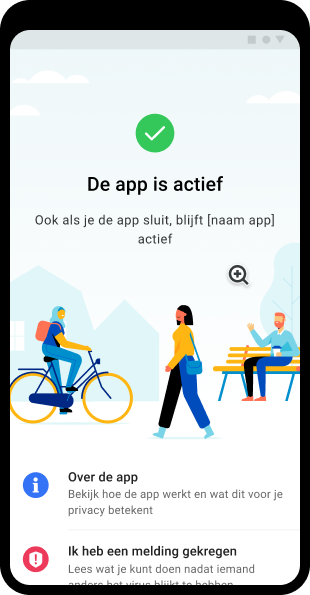 De app is actief
Ook als je de app sluit, blijft [naam app]
actief
Over de app
Bekijk hoe de app werkt en wat dit voor je
privacy betekent
Ik heb een melding gekregen
Lees wat je kunt doen nadat iemand
anders het virus blijkt te hebben